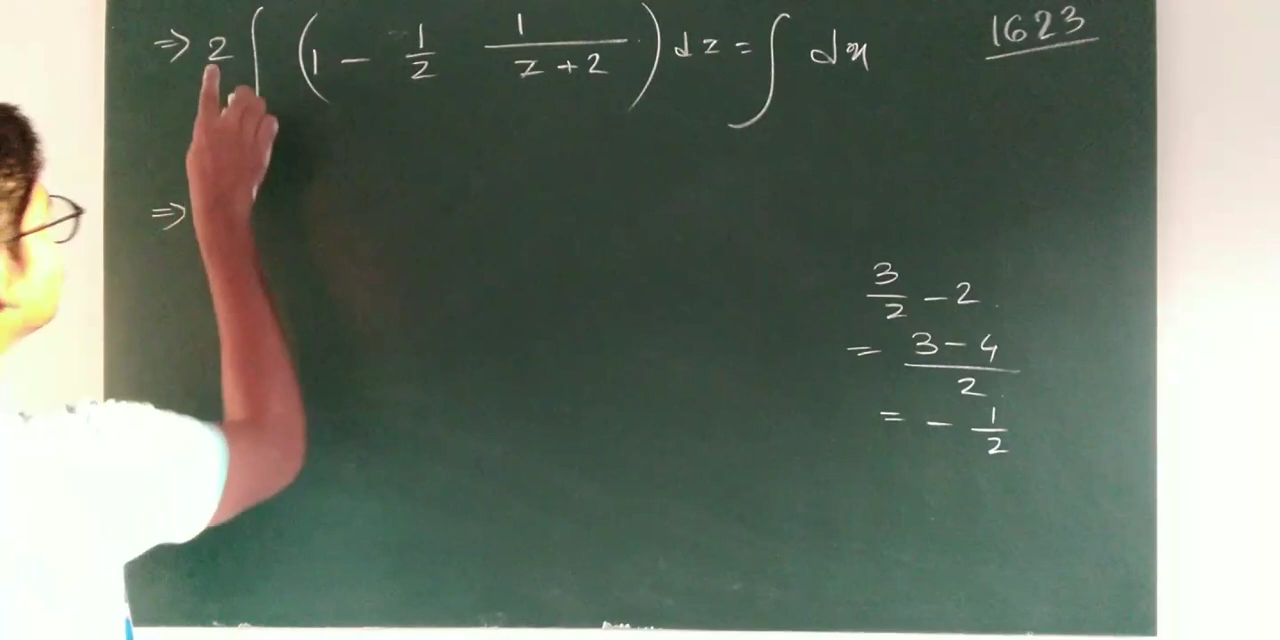 1623
⇒ 2 ∫ (1 - 1/2 1/(z+2)) dz = ∫ dx
⇒
3/2 - 2
= (3-4)/2
= - 1/2